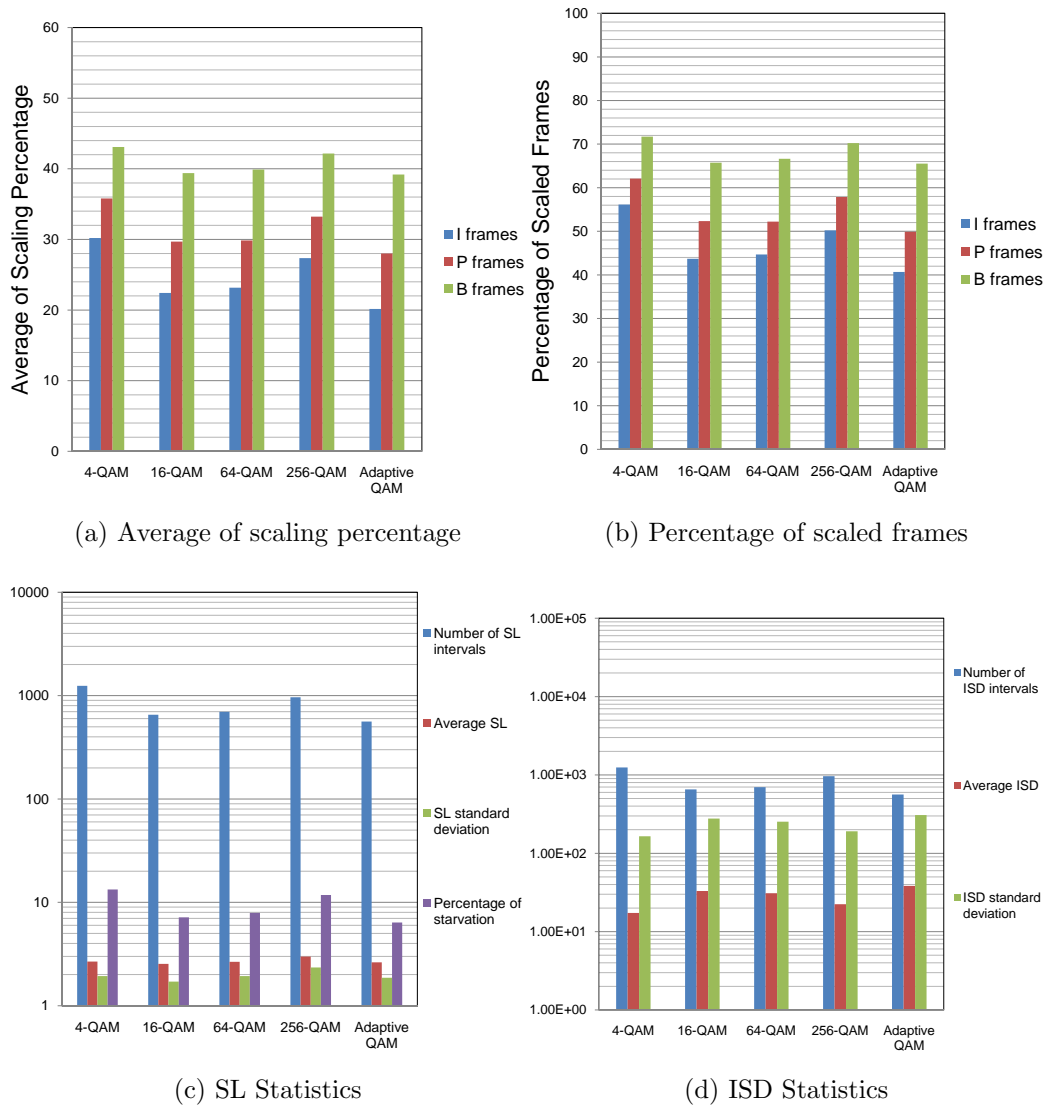 Average of Scaling Percentage
60
50
40
30
20
10
0
4-QAM
16-QAM
64-QAM
256-QAM
Adaptive
QAM
I frames
P frames
B frames
(a) Average of scaling percentage
Percentage of Scaled Frames
100
90
80
70
60
50
40
30
20
10
0
4-QAM
16-QAM
64-QAM
256-QAM
Adaptive
QAM
I frames
P frames
B frames
(b) Percentage of scaled frames
10000
1000
100
10
1
4-QAM
16-QAM
64-QAM
256-QAM
Adaptive
QAM
Number of SL
intervals
Average SL
SL standard
deviation
Percentage of
starvation
(c) SL Statistics
1.00E+05
1.00E+04
1.00E+03
1.00E+02
1.00E+01
1.00E+00
4-QAM
16-QAM
64-QAM
256-QAM
Adaptive
QAM
Number of
ISD intervals
Average ISD
ISD standard
deviation
(d) ISD Statistics